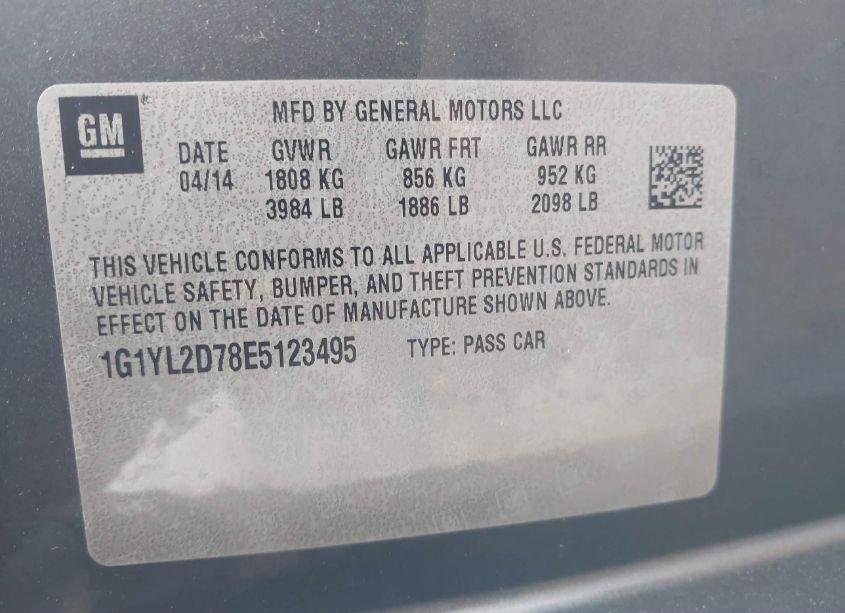 GM
MFD BY GENERAL MOTORS LLC
DATE GVWR GAWR FRT GAWR RR
04/14 1808 KG 856 KG 952 KG
3984 LB 1886 LB 2098 LB
THIS VEHICLE CONFORMS TO ALL APPLICABLE U.S. FEDERAL MOTOR
VEHICLE SAFETY, BUMPER, AND THEFT PREVENTION STANDARDS IN
EFFECT ON THE DATE OF MANUFACTURE SHOWN ABOVE.
1G1YL2D78E5123495 TYPE: PASS CAR